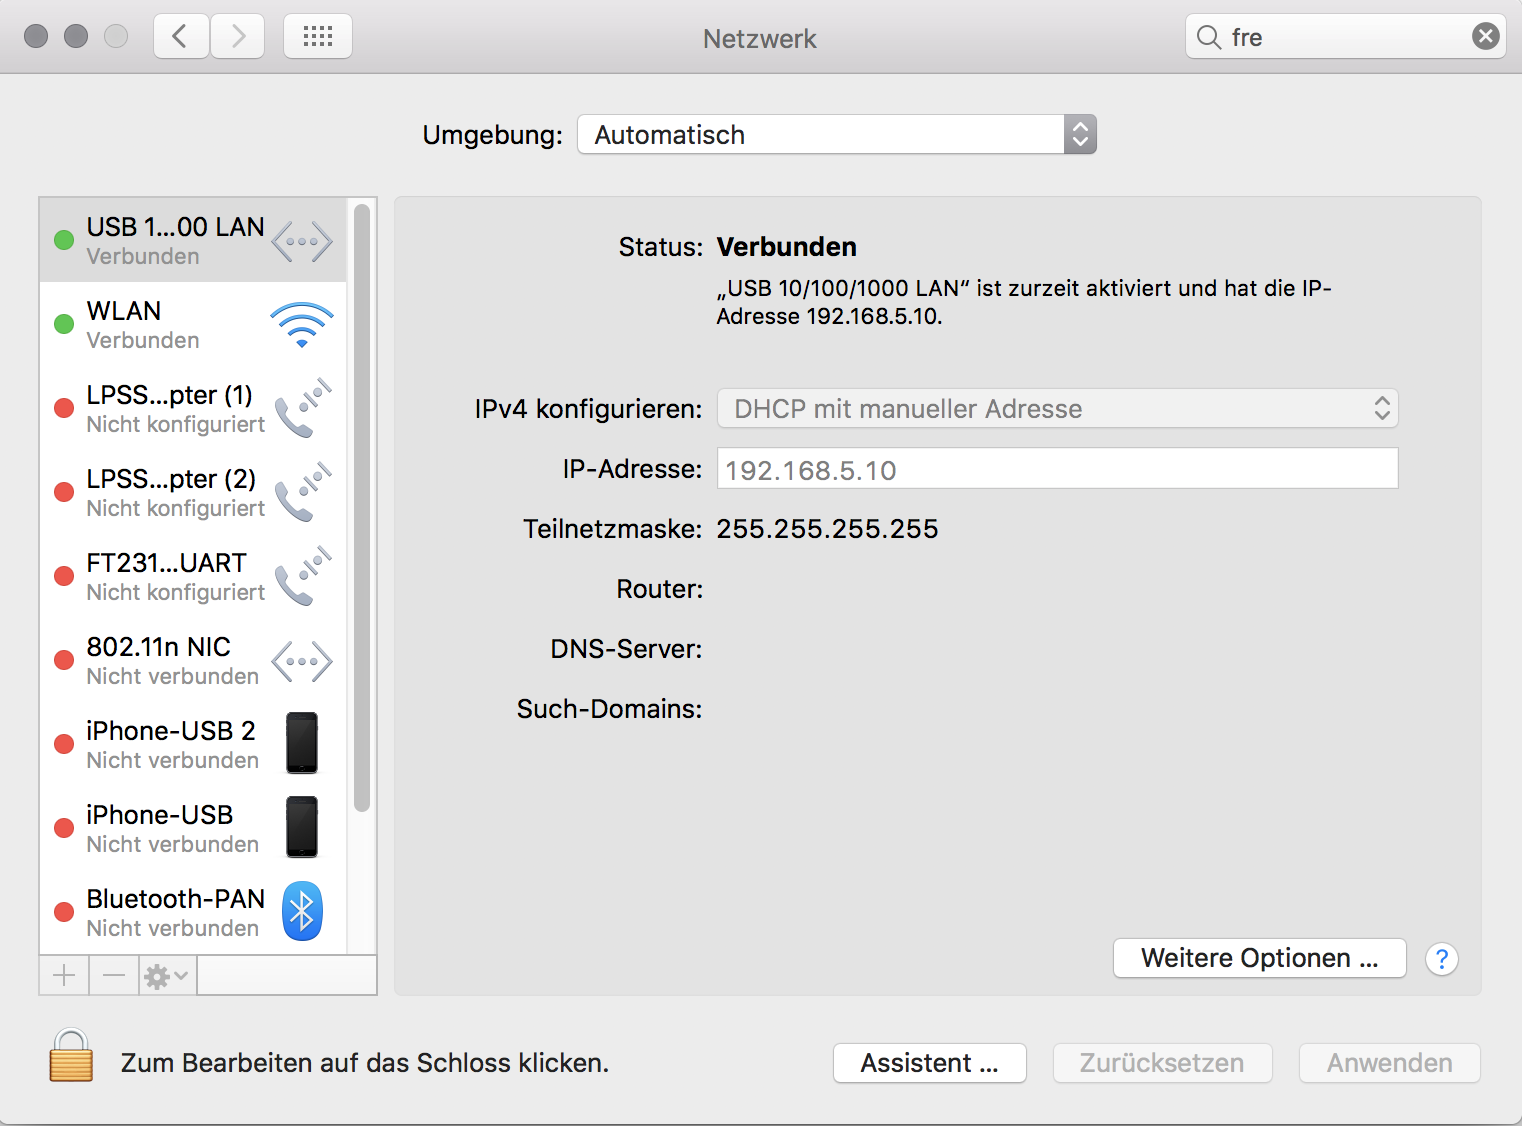 Netzwerk
fre
Umgebung: Automatisch
USB 1...00 LAN
Verbunden
WLAN
Verbunden
LPSS...pter (1)
Nicht konfiguriert
LPSS...pter (2)
Nicht konfiguriert
FT231...UART
Nicht konfiguriert
802.11n NIC
Nicht verbunden
iPhone-USB 2
Nicht verbunden
iPhone-USB
Nicht verbunden
Bluetooth-PAN
Nicht verbunden
Status: Verbunden
„USB 10/100/1000 LAN“ ist zurzeit aktiviert und hat die IP-
Adresse 192.168.5.10.
IPv4 konfigurieren: DHCP mit manueller Adresse
IP-Adresse: 192.168.5.10
Teilnetzmaske: 255.255.255.255
Router:
DNS-Server:
Such-Domains:
Weitere Optionen ... ?
Zum Bearbeiten auf das Schloss klicken.
Assistent ... Zurücksetzen Anwenden